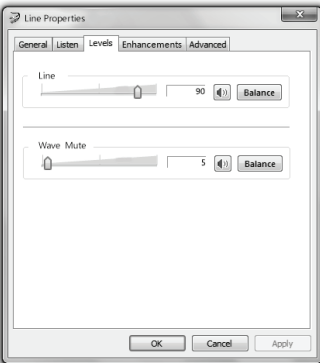 Line Properties
General Listen Levels Enhancements Advanced
Line
90 Balance
Wave Mute
5 Balance
OK Cancel Apply